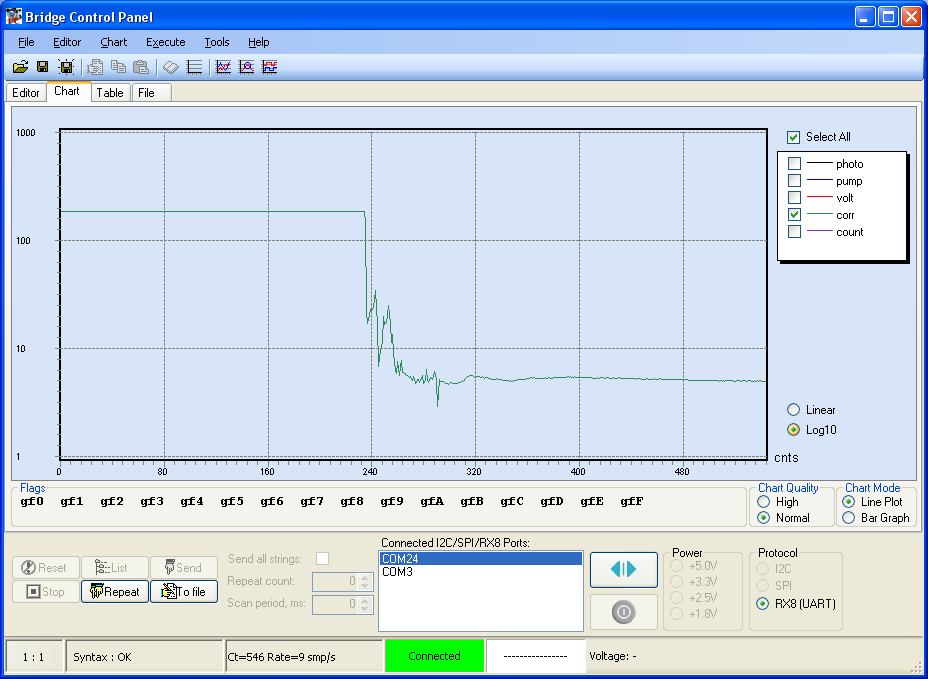 Bridge Control Panel
File Editor Chart Execute Tools Help
Editor Chart Table File
1000
100
10
1
0 80 160 240 320 400 480
cnts
Select All
photo
pump
volt
corr
count
Linear
Log10
Flags
gf0 gf1 gf2 gf3 gf4 gf5 gf6 gf7 gf8 gf9 gfA gfB gfC gfD gfE gfF
Chart Quality
High
Normal
Chart Mode
Line Plot
Bar Graph
Reset List Send
Stop Repeat To file
Send all strings:
Repeat count: 0
Scan period, ms: 0
Connected I2C/SPI/RX8 Ports:
COM24
COM3
Power
+5.0V
+3.3V
+2.5V
+1.8V
Protocol
I2C
SPI
RX8 (UART)
1 : 1 Syntax : OK Ct=546 Rate=9 smp/s Connected --------------- Voltage: -